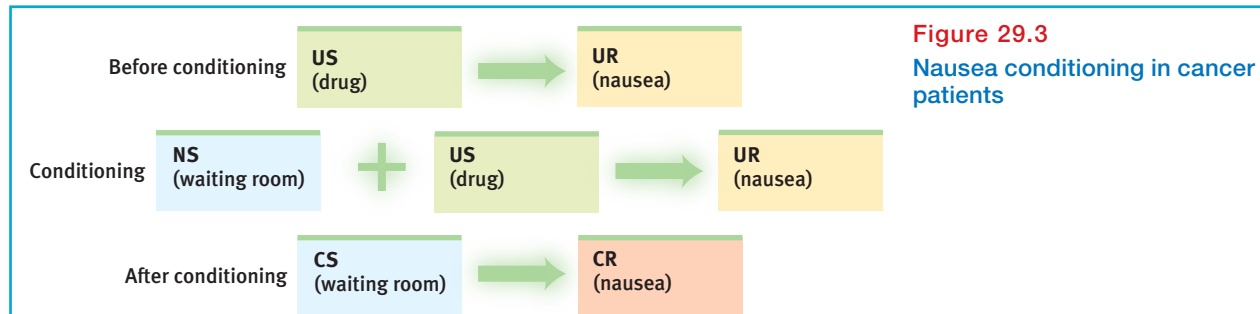 Before conditioning
US
(drug)
UR
(nausea)
Figure 29.3
Nausea conditioning in cancer
patients
Conditioning
NS
(waiting room)
+
US
(drug)
UR
(nausea)
After conditioning
CS
(waiting room)
CR
(nausea)